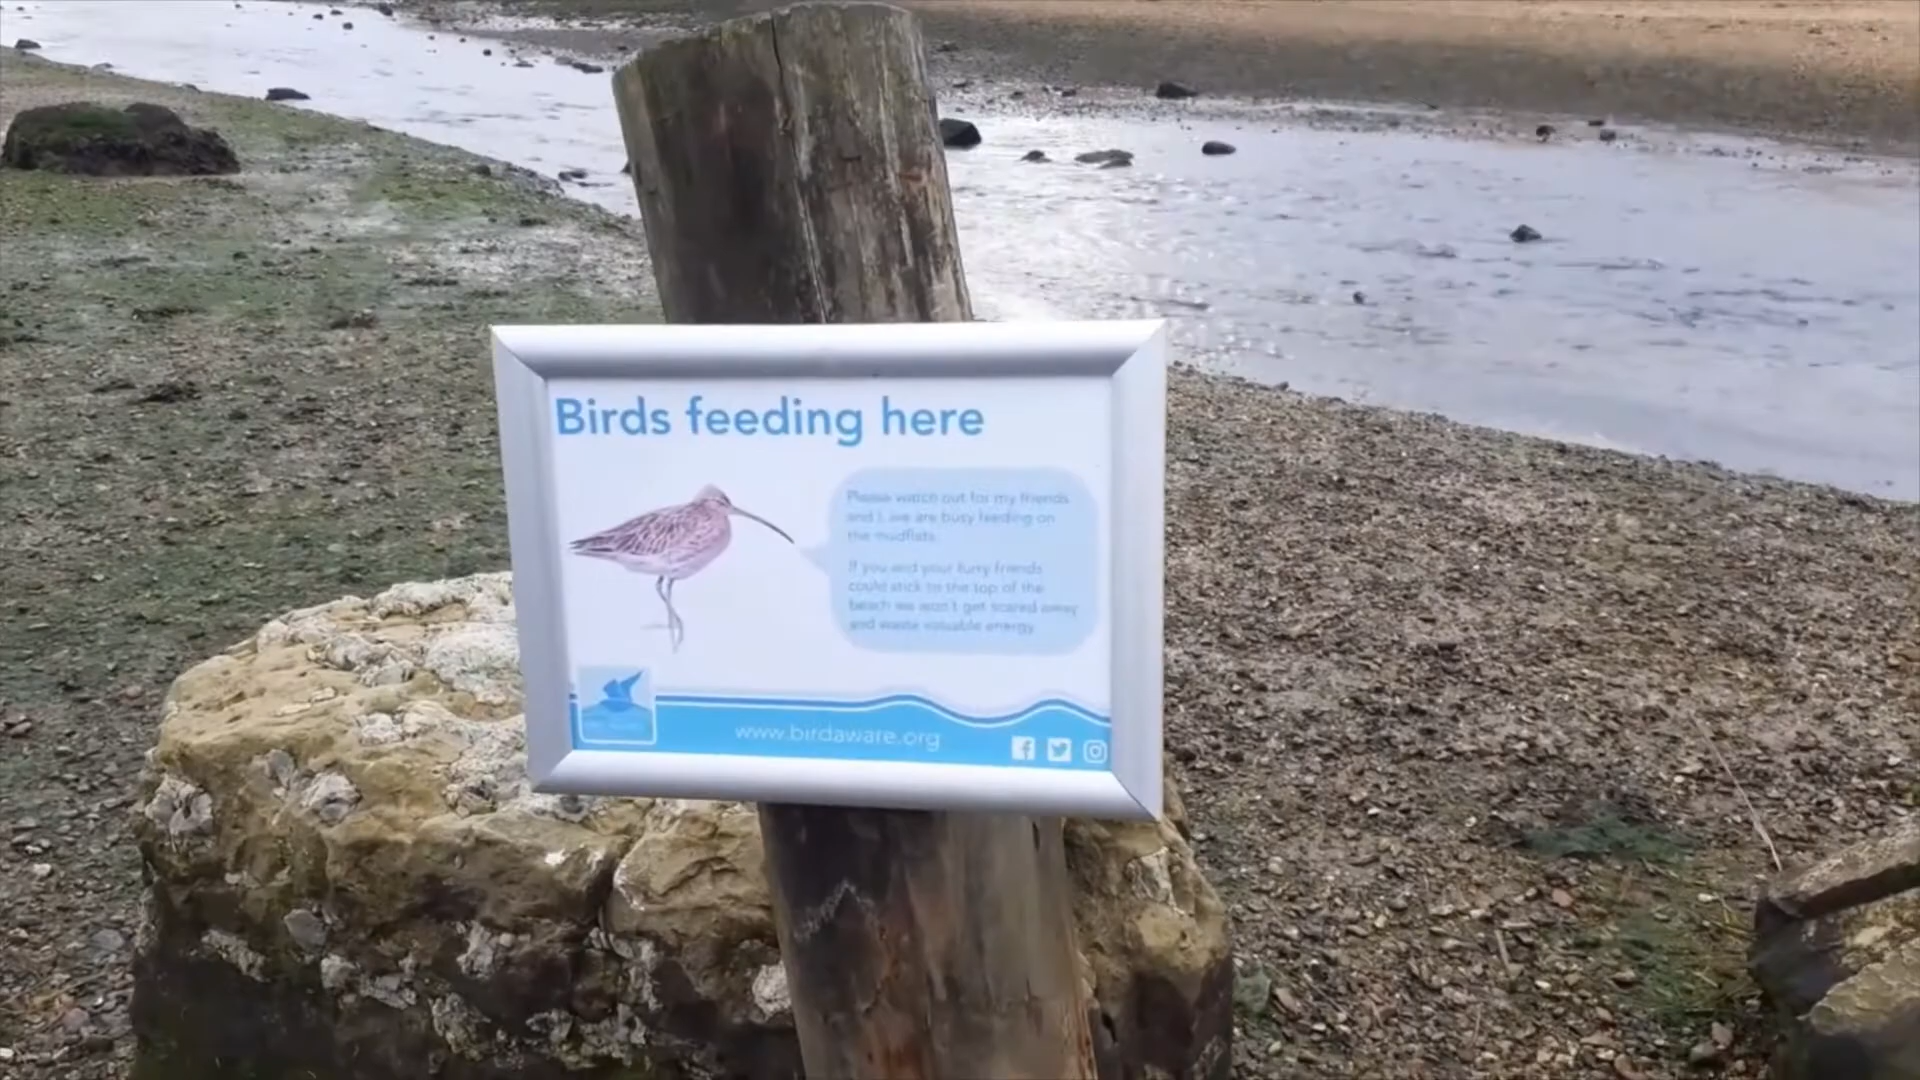 Birds feeding here
Please watch out for my friends
and I, we are busy feeding on
the mudflats.
If you and your furry friends
could stick to the top of the
beach we won't get scared away
and waste valuable energy
www.birdaware.org